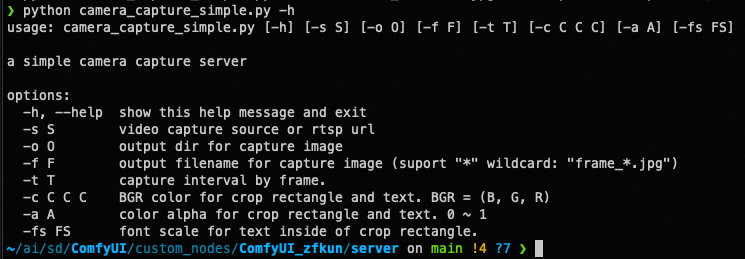 ❯ python camera_capture_simple.py -h
usage: camera_capture_simple.py [-h] [-s S] [-o O] [-f F] [-t T] [-c C C C] [-a A] [-fs FS]
a simple camera capture server
options:
-h, --help  show this help message and exit
-s S        video capture source or rtsp url
-o O        output dir for capture image
-f F        output filename for capture image (suport "*" wildcard: "frame_*.jpg")
-t T        capture interval by frame.
-c C C C    BGR color for crop rectangle and text. BGR = (B, G, R)
-a A        color alpha for crop rectangle and text. 0 ~ 1
-fs FS      font scale for text inside of crop rectangle.
~/ai/sd/ComfyUI/custom_nodes/ComfyUI_zfkun/server on main !4 ?7 ❯